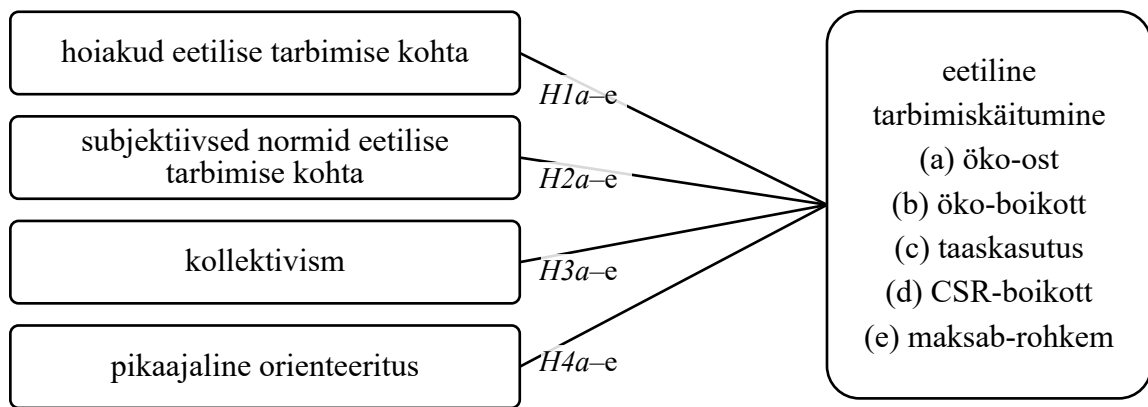 hoiakud eetilise tarbimise kohta
H1a–e
subjektiivsed normid eetilise
tarbimise kohta
H2a–e
kollektivism
H3a–e
pikaajaline orienteeritus
H4a–e
eetiline
tarbimiskäitumine
(a) öko-ost
(b) öko-boikott
(c) taaskasutus
(d) CSR-boikott
(e) maksab-rohkem